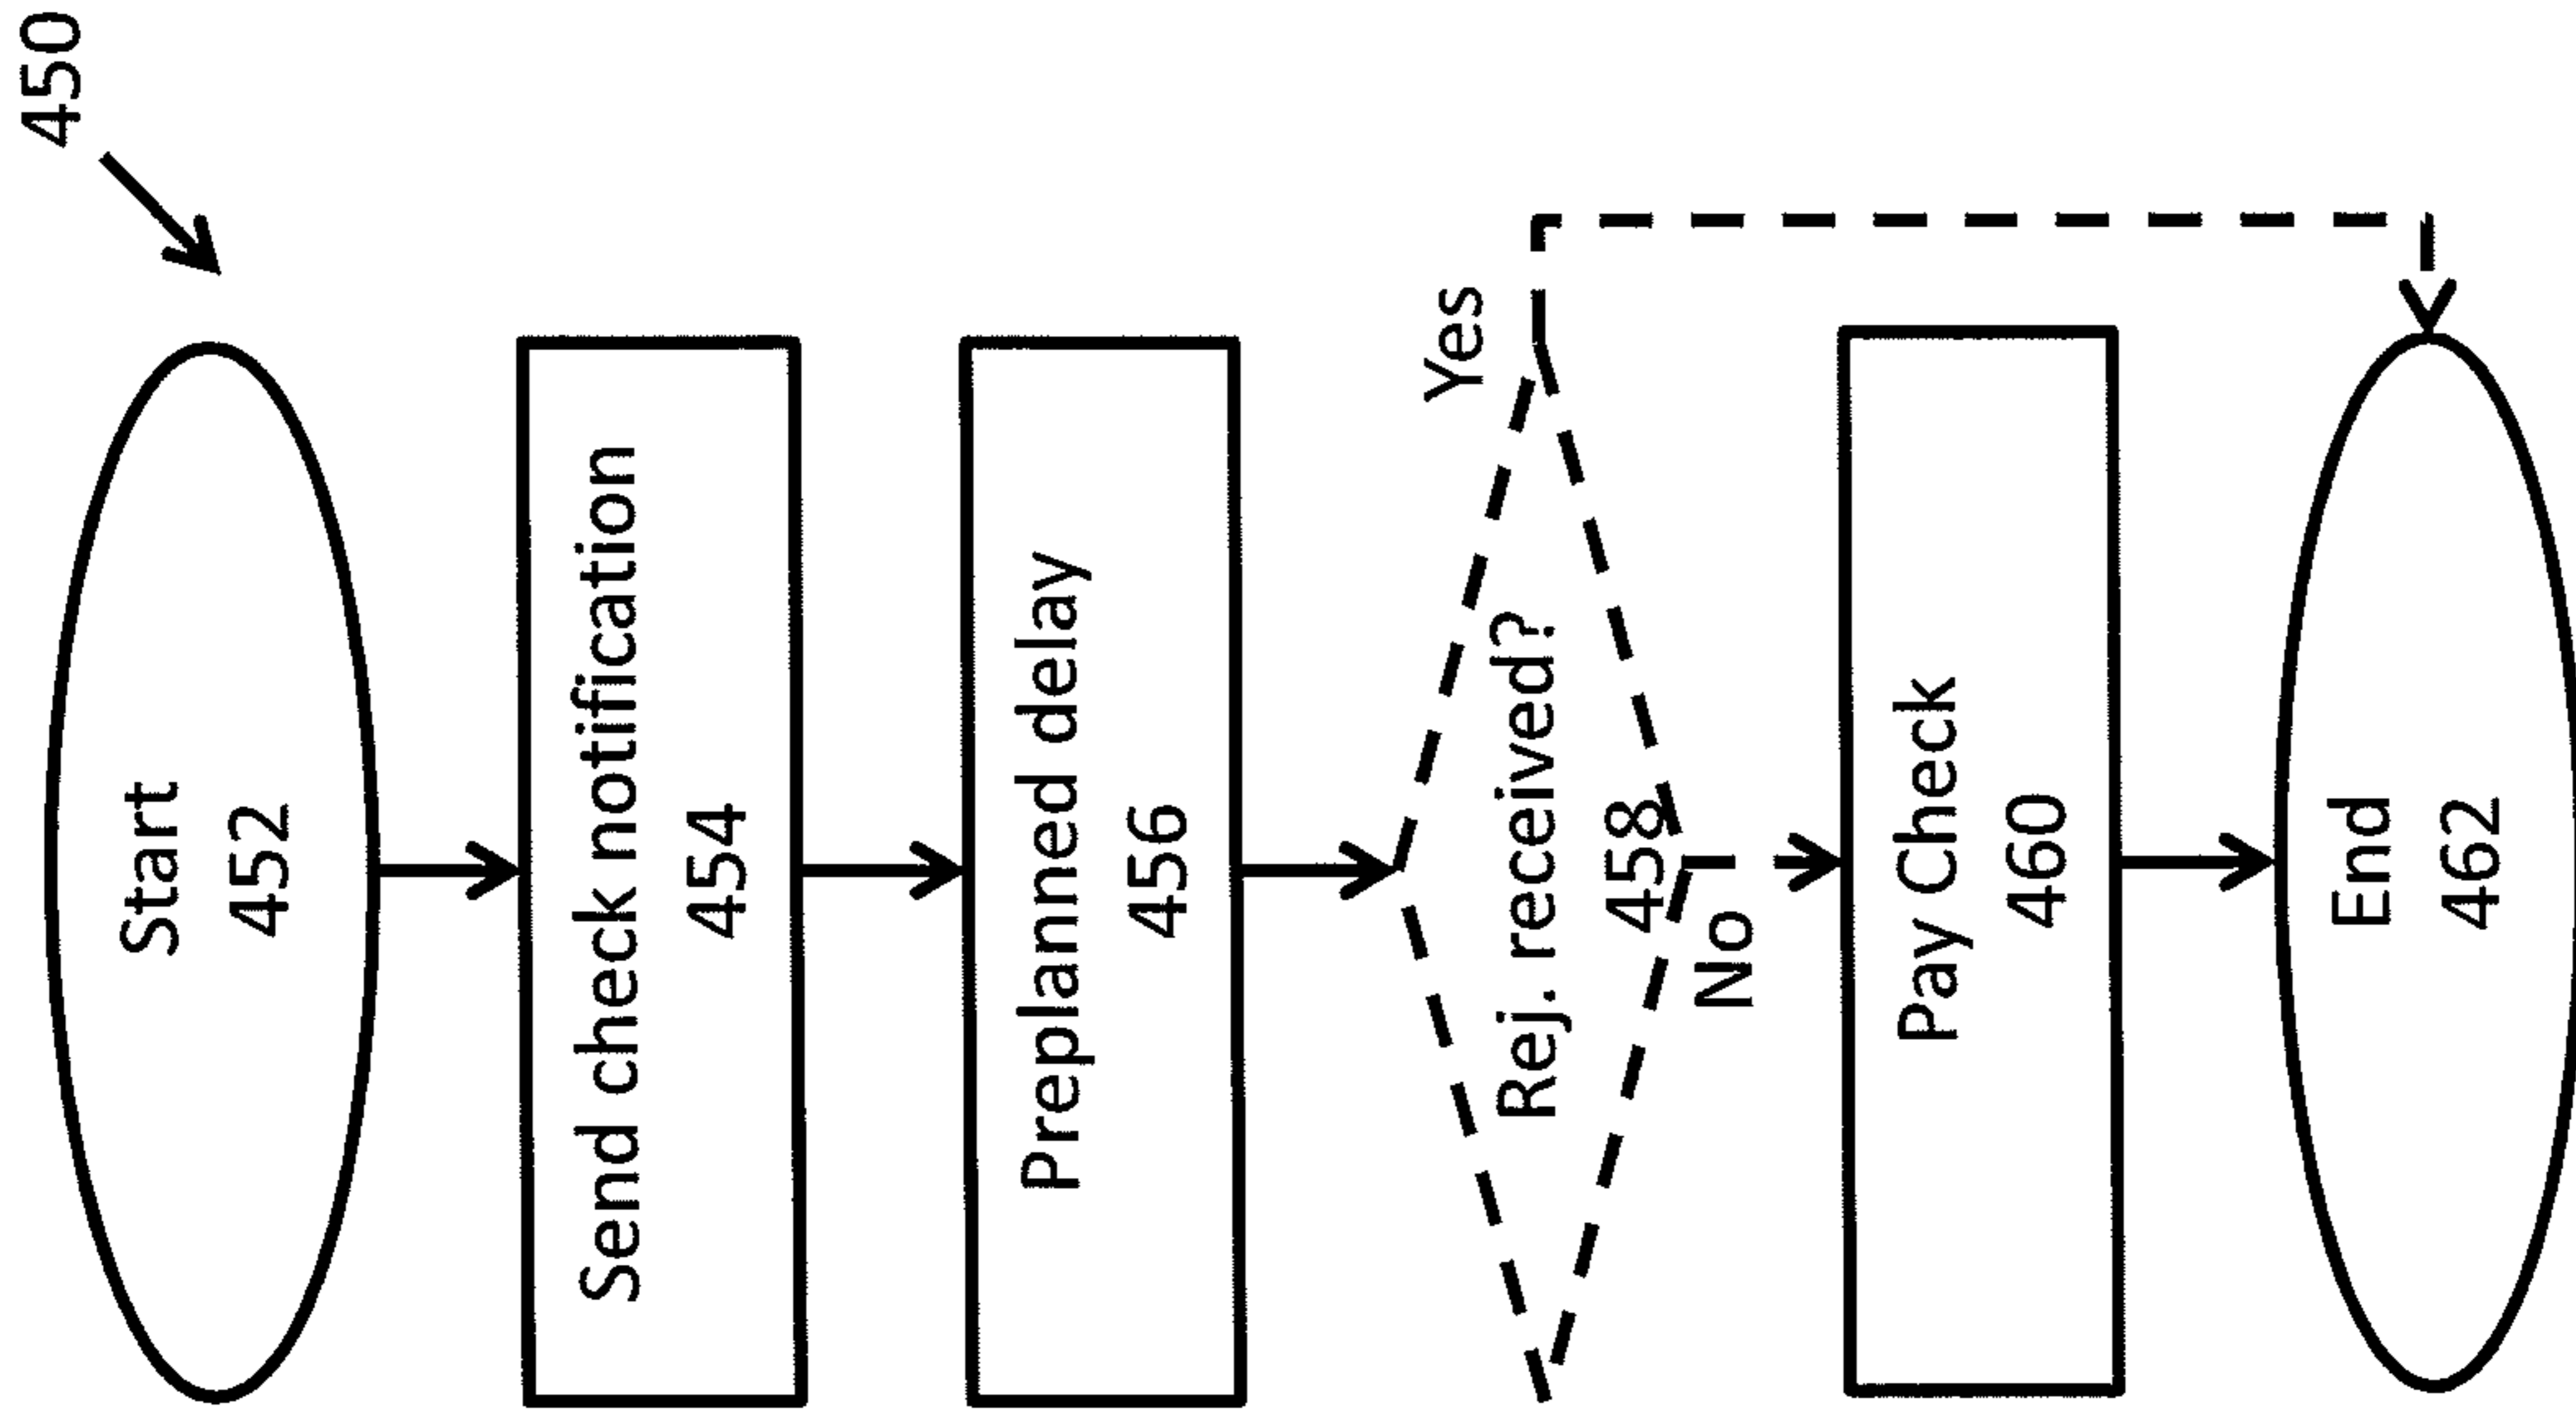 450
Start
452
Send check notification
454
Preplanned delay
456
Rej. received?
458
Yes
No
Pay Check
460
End
462